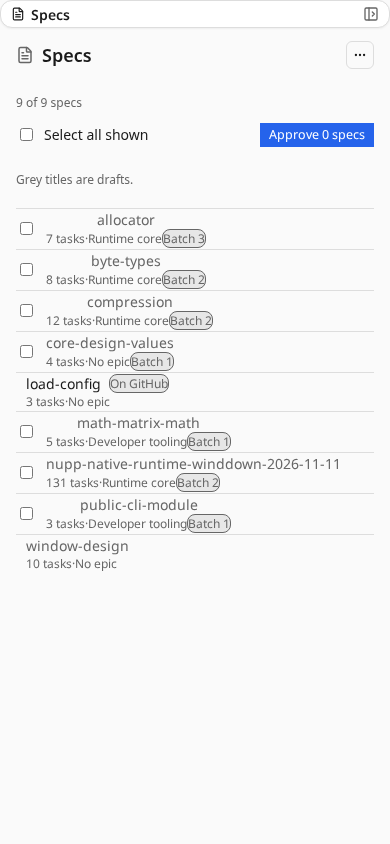 Specs
Specs
9 of 9 specs
Select all shown
Approve 0 specs
Grey titles are drafts.
allocator
7 tasks·Runtime core Batch 3
byte-types
8 tasks·Runtime core Batch 2
compression
12 tasks·Runtime core Batch 2
core-design-values
4 tasks·No epic Batch 1
load-config On GitHub
3 tasks·No epic
math-matrix-math
5 tasks·Developer tooling Batch 1
nupp-native-runtime-winddown-2026-11-11
131 tasks·Runtime core Batch 2
public-cli-module
3 tasks·Developer tooling Batch 1
window-design
10 tasks·No epic